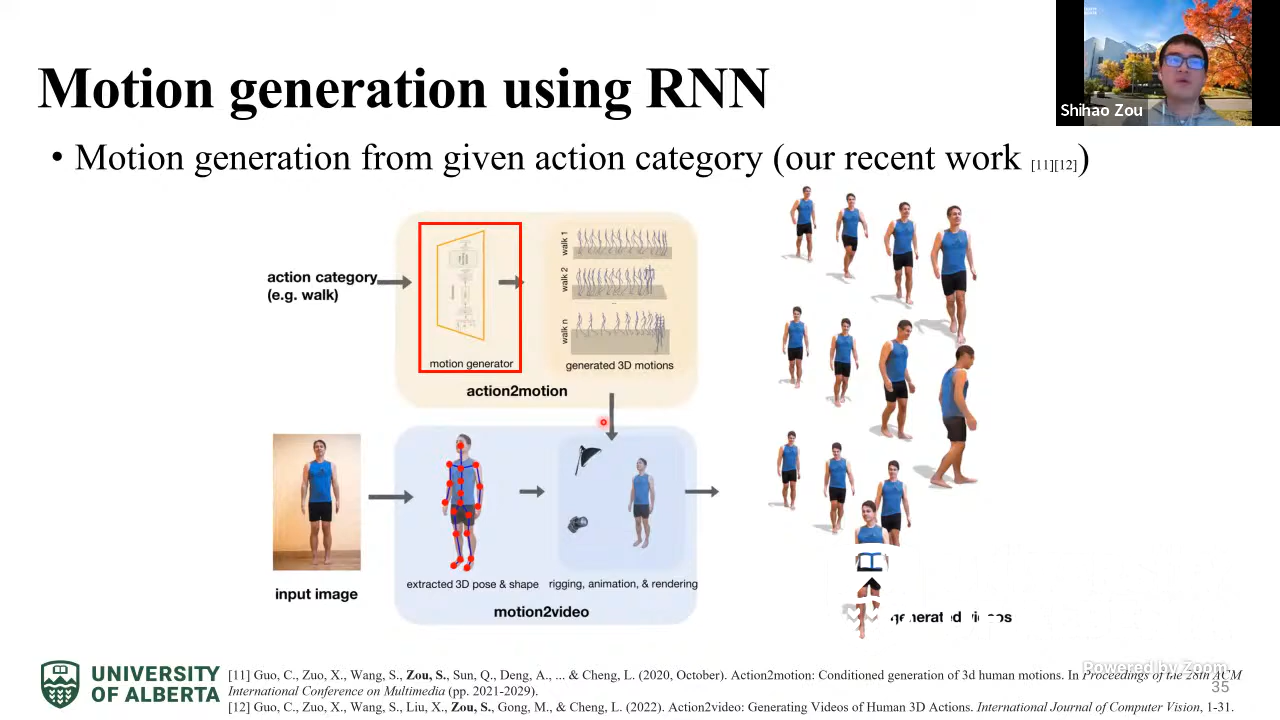 Motion generation using RNN
Shihao Zou
• Motion generation from given action category (our recent work [11][12])
action category
(e.g. walk)
motion generator
walk 1
walk 2
walk n
generated 3D motions
action2motion
input image
extracted 3D pose & shape
rigging, animation, & rendering
motion2video
generated videos
UNIVERSITY
OF ALBERTA
[11] Guo, C., Zuo, X., Wang, S., Zou, S., Sun, Q., Deng, A., ... & Cheng, L. (2020, October). Action2motion: Conditioned generation of 3d human motions. In Proceedings of the 28th ACM
International Conference on Multimedia (pp. 2021-2029).
[12] Guo, C., Zuo, X., Wang, S., Liu, X., Zou, S., Gong, M., & Cheng, L. (2022). Action2video: Generating Videos of Human 3D Actions. International Journal of Computer Vision, 1-31.
Powered by Zoom
35